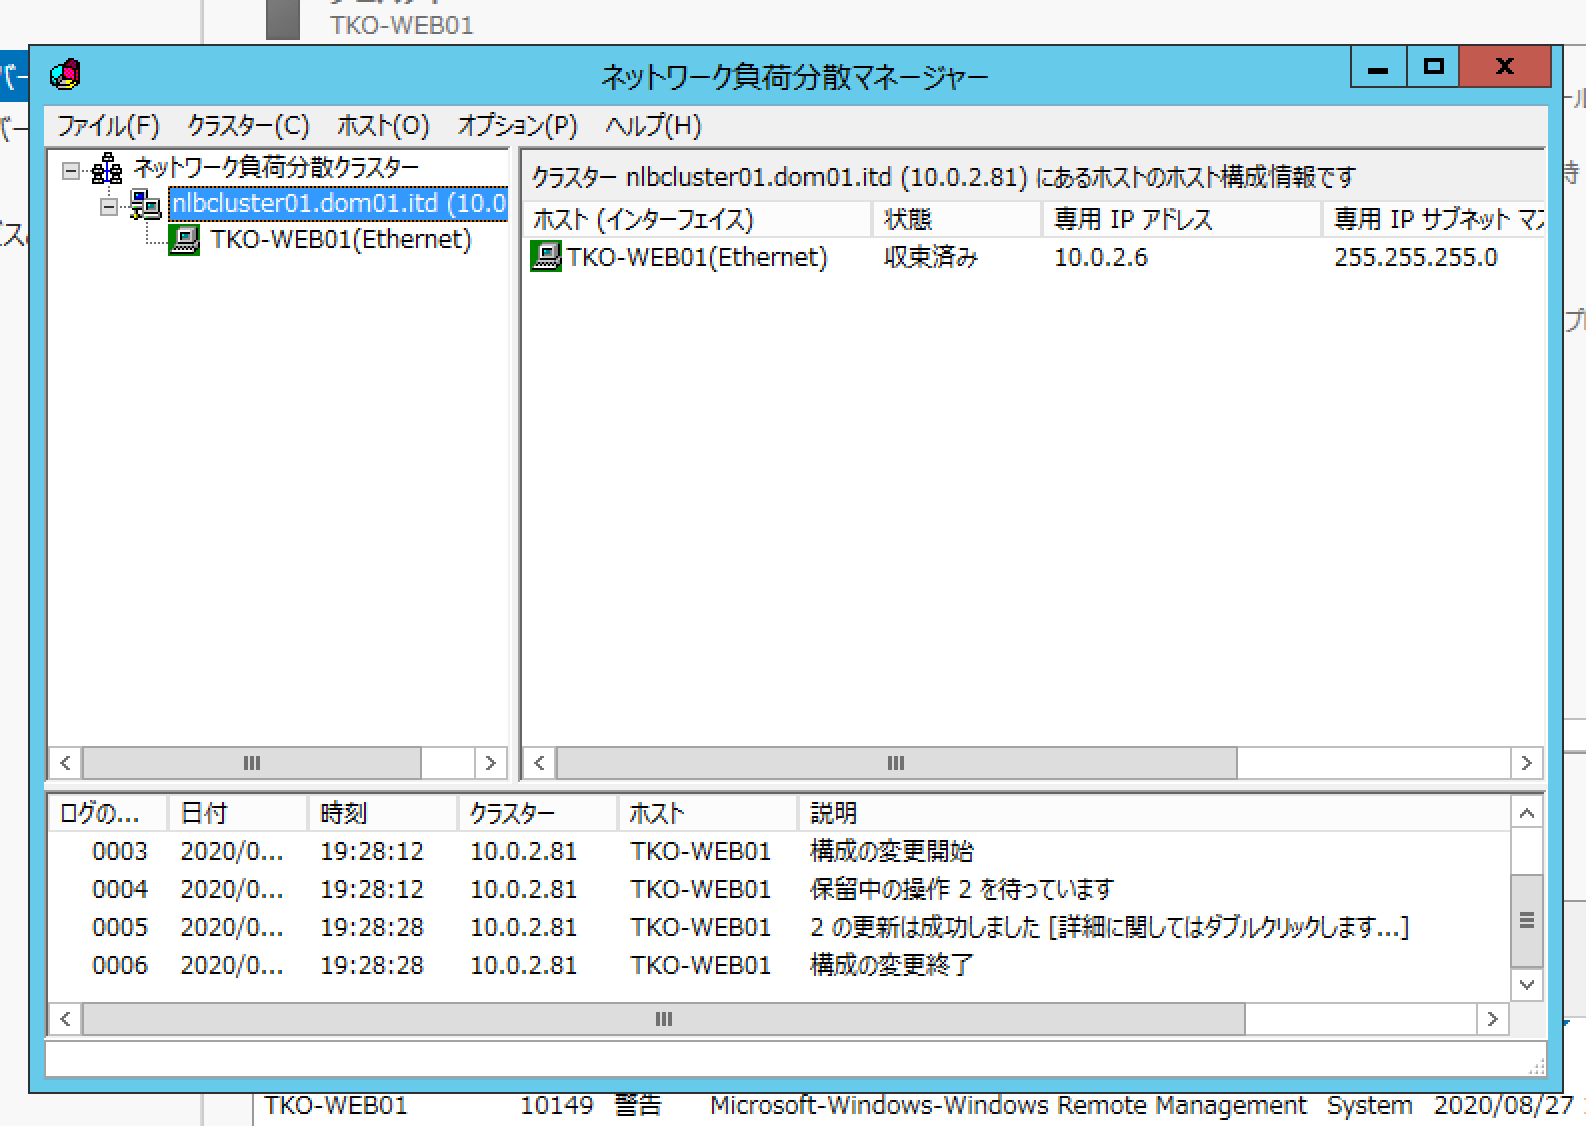 TKO-WEB01
ネットワーク負荷分散マネージャー
ファイル(F) クラスター(C) ホスト(O) オプション(P) ヘルプ(H)
ネットワーク負荷分散クラスター
nlbcluster01.dom01.itd (10.0
TKO-WEB01(Ethernet)
クラスター nlbcluster01.dom01.itd (10.0.2.81) にあるホストのホスト構成情報です
ホスト (インターフェイス) 状態 専用 IP アドレス 専用 IP サブネット マス
TKO-WEB01(Ethernet) 収束済み 10.0.2.6 255.255.255.0
ログの... 日付 時刻 クラスター ホスト 説明
0003 2020/0... 19:28:12 10.0.2.81 TKO-WEB01 構成の変更開始
0004 2020/0... 19:28:12 10.0.2.81 TKO-WEB01 保留中の操作 2 を待っています
0005 2020/0... 19:28:28 10.0.2.81 TKO-WEB01 2 の更新は成功しました [詳細に関してはダブルクリックします...]
0006 2020/0... 19:28:28 10.0.2.81 TKO-WEB01 構成の変更終了
TKO-WEB01 10149 警告 Microsoft-Windows-Windows Remote Management System 2020/08/27